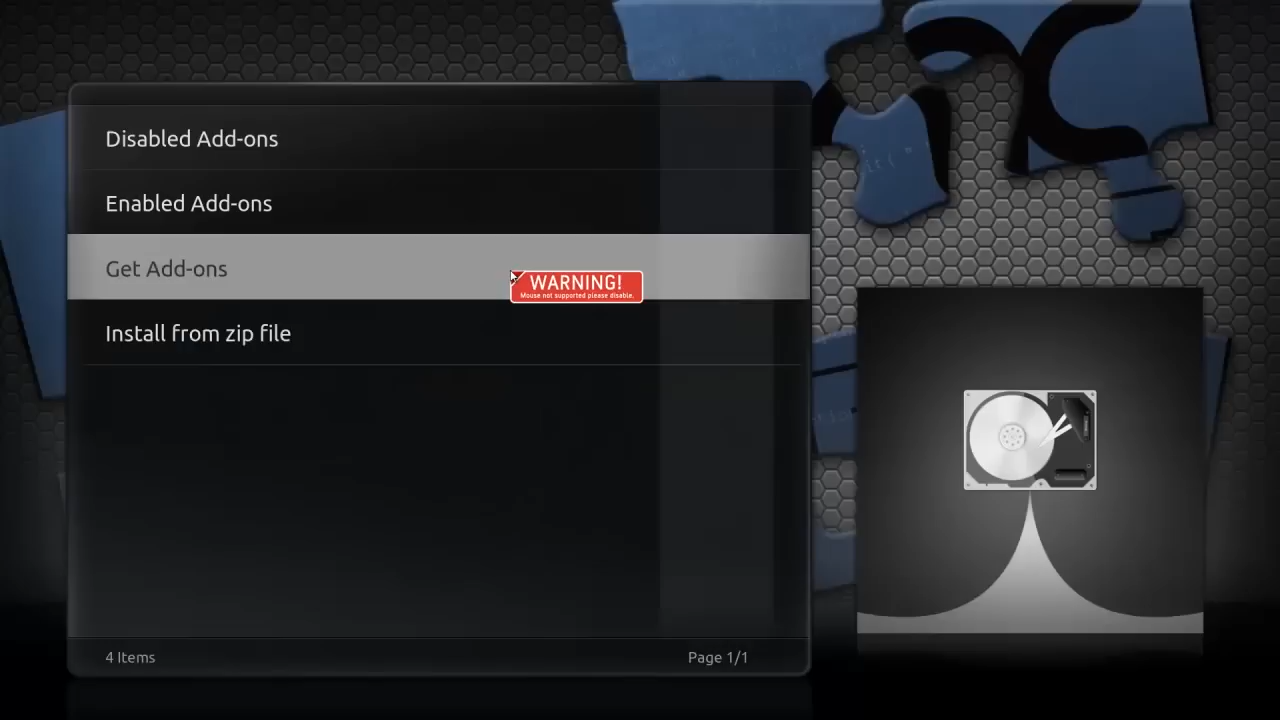 Disabled Add-ons
Enabled Add-ons
Get Add-ons
WARNING!
Mouse not supported please disable.
Install from zip file
4 Items
Page 1/1